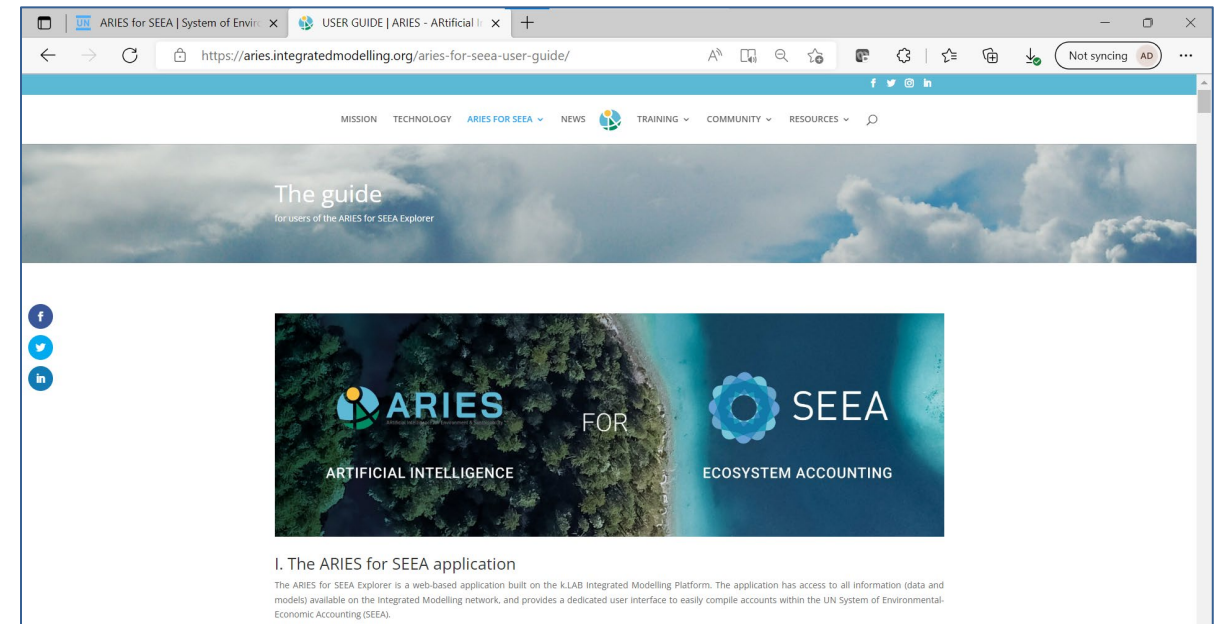 UN ARIES for SEEA | System of Enviro
USER GUIDE | ARIES - ARtificial In
https://aries.integratedmodelling.org/aries-for-seea-user-guide/
Not syncing AD
MISSION TECHNOLOGY ARIES FOR SEEA NEWS TRAINING COMMUNITY RESOURCES
The guide
for users of the ARIES for SEEA Explorer
ARIES
FOR
SEEA
ARTIFICIAL INTELLIGENCE
ECOSYSTEM ACCOUNTING
I. The ARIES for SEEA application
The ARIES for SEEA Explorer is a web-based application built on the k.LAB Integrated Modelling Platform. The application has access to all information (data and
models) available on the Integrated Modelling network, and provides a dedicated user interface to easily compile accounts within the UN System of Environmental-
Economic Accounting (SEEA).